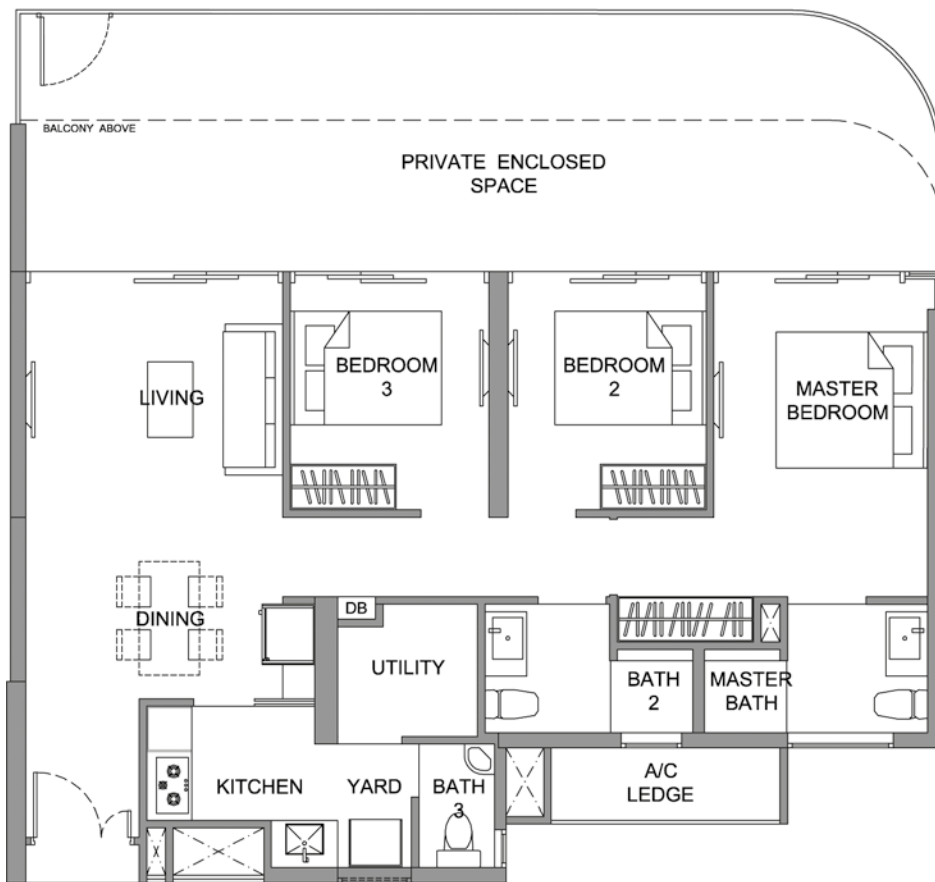 BALCONY ABOVE
PRIVATE ENCLOSED
SPACE
LIVING
BEDROOM
3
BEDROOM
2
MASTER
BEDROOM
DINING
DB
UTILITY
BATH
2
MASTER
BATH
KITCHEN
YARD
BATH
3
A/C
LEDGE